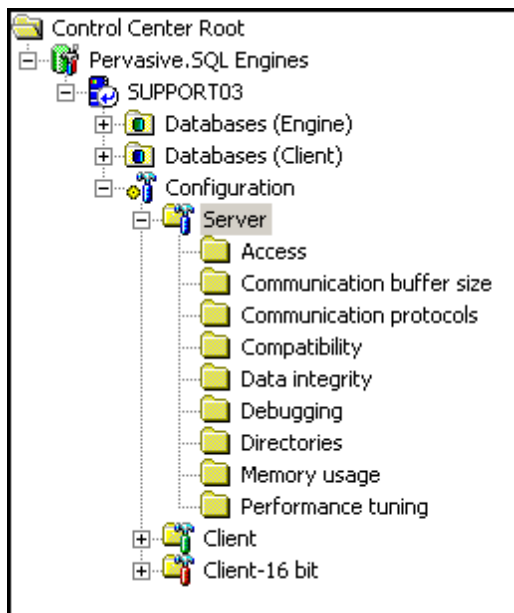 Control Center Root
Pervasive.SQL Engines
SUPPORT03
Databases (Engine)
Databases (Client)
Configuration
Server
Access
Communication buffer size
Communication protocols
Compatibility
Data integrity
Debugging
Directories
Memory usage
Performance tuning
Client
Client-16 bit